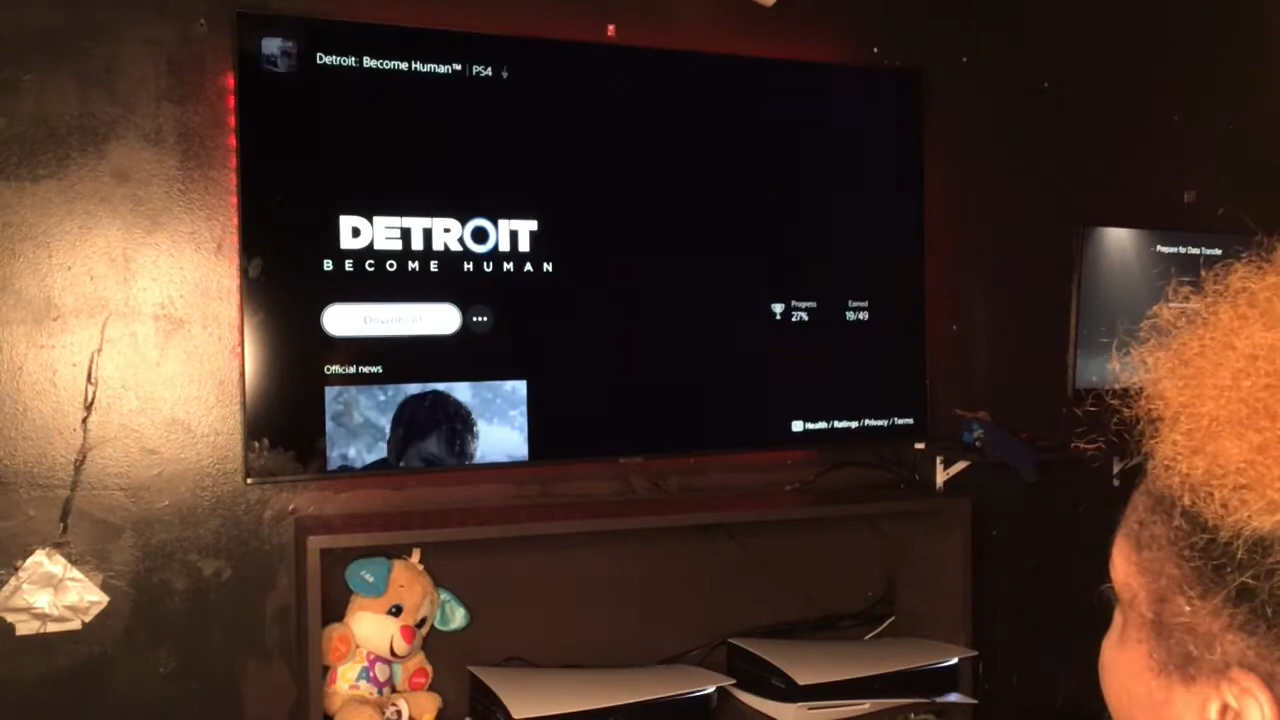 Detroit: Become Human™ | PS4
DETROIT
BECOME HUMAN
Download
•••
Progress
27%
Earned
19/49
Official news
Health / Ratings / Privacy / Terms
Prepare for Data Transfer